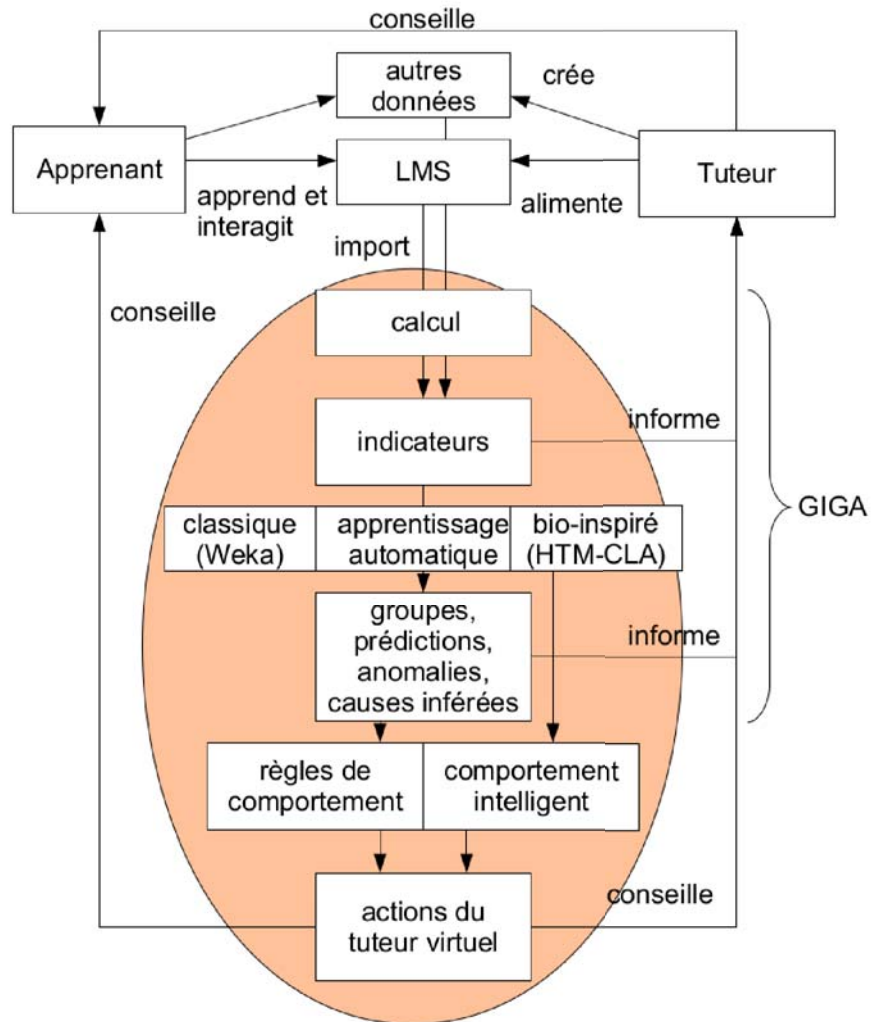 conseille
autres
données
crée
Apprenant
LMS
Tuteur
apprend et
interagit
alimente
import
conseille
calcul
indicateurs
informe
GIGA
classique
(Weka)
apprentissage
automatique
bio-inspiré
(HTM-CLA)
groupes,
prédictions,
anomalies,
causes inférées
informe
règles de
comportement
comportement
intelligent
actions du
tuteur virtuel
conseille